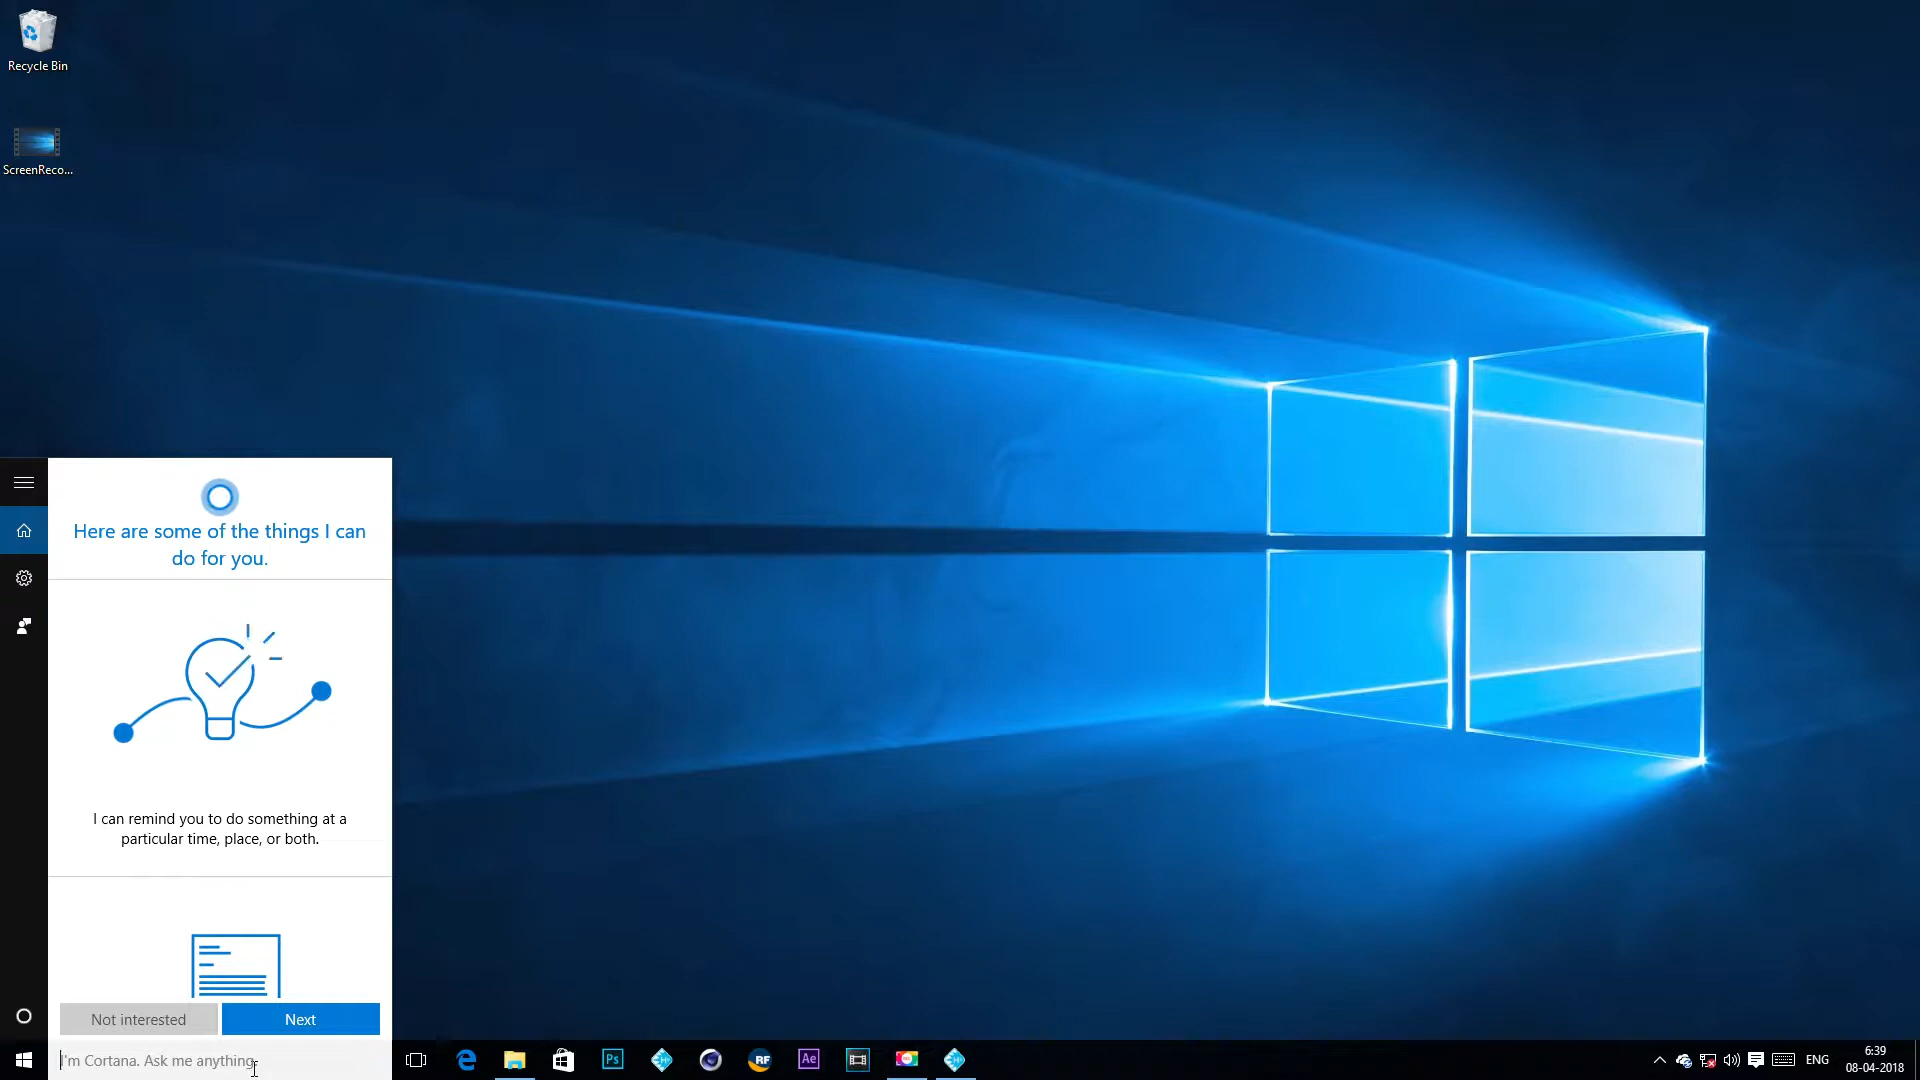 Recycle Bin
ScreenReco...
Here are some of the things I can
do for you.
I can remind you to do something at a
particular time, place, or both.
Not interested
Next
I'm Cortana. Ask me anything.
Ps
RF
Ae
ENG
6:39
08-04-2018